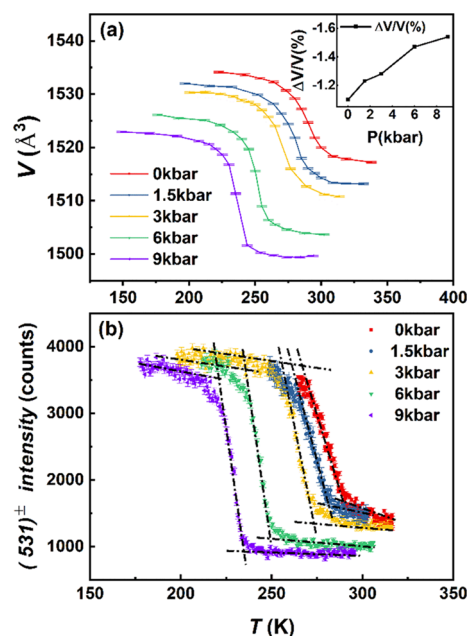 (a)
1540
1530
1520
1510
1500
V (Å³)
0kbar
1.5kbar
3kbar
6kbar
9kbar
ΔV/V(%)
-1.6
-1.4
-1.2
ΔV/V(%)
0 2 4 6 8
P(kbar)
100 150 200 250 300 350 400
(b)
4000
3000
2000
1000
(531)± intensity (counts)
0kbar
1.5kbar
3kbar
6kbar
9kbar
150 200 250 300 350
T (K)